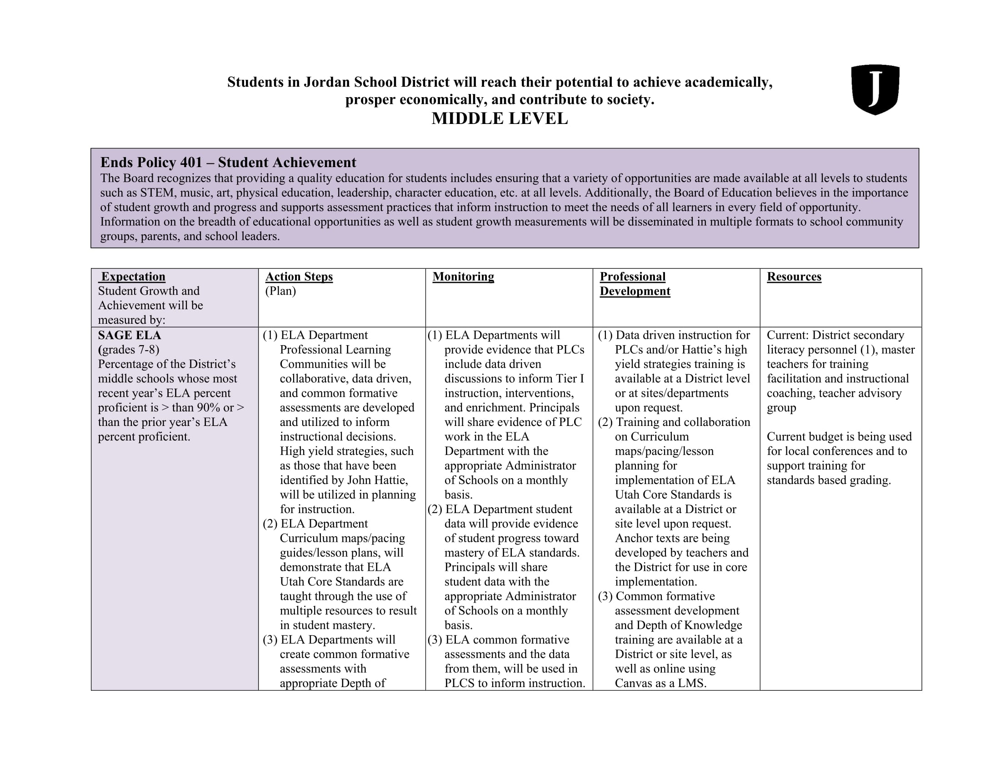 Students in Jordan School District will reach their potential to achieve academically,
prosper economically, and contribute to society.
MIDDLE LEVEL
J
Ends Policy 401 – Student Achievement
The Board recognizes that providing a quality education for students includes ensuring that a variety of opportunities are made available at all levels to students
such as STEM, music, art, physical education, leadership, character education, etc. at all levels. Additionally, the Board of Education believes in the importance
of student growth and progress and supports assessment practices that inform instruction to meet the needs of all learners in every field of opportunity.
Information on the breadth of educational opportunities as well as student growth measurements will be disseminated in multiple formats to school community
groups, parents, and school leaders.
Expectation
Student Growth and
Achievement will be
measured by:
Action Steps
(Plan)
Monitoring
Professional
Development
Resources
SAGE ELA
(grades 7-8)
Percentage of the District’s
middle schools whose most
recent year’s ELA percent
proficient is > than 90% or >
than the prior year’s ELA
percent proficient.
(1) ELA Department
Professional Learning
Communities will be
collaborative, data driven,
and common formative
assessments are developed
and utilized to inform
instructional decisions.
High yield strategies, such
as those that have been
identified by John Hattie,
will be utilized in planning
for instruction.
(2) ELA Department
Curriculum maps/pacing
guides/lesson plans, will
demonstrate that ELA
Utah Core Standards are
taught through the use of
multiple resources to result
in student mastery.
(3) ELA Departments will
create common formative
assessments with
appropriate Depth of
(1) ELA Departments will
provide evidence that PLCs
include data driven
discussions to inform Tier I
instruction, interventions,
and enrichment. Principals
will share evidence of PLC
work in the ELA
Department with the
appropriate Administrator
of Schools on a monthly
basis.
(2) ELA Department student
data will provide evidence
of student progress toward
mastery of ELA standards.
Principals will share
student data with the
appropriate Administrator
of Schools on a monthly
basis.
(3) ELA common formative
assessments and the data
from them, will be used in
PLCS to inform instruction.
(1) Data driven instruction for
PLCs and/or Hattie’s high
yield strategies training is
available at a District level
or at sites/departments
upon request.
(2) Training and collaboration
on Curriculum
maps/pacing/lesson
planning for
implementation of ELA
Utah Core Standards is
available at a District or
site level upon request.
Anchor texts are being
developed by teachers and
the District for use in core
implementation.
(3) Common formative
assessment development
and Depth of Knowledge
training are available at a
District or site level, as
well as online using
Canvas as a LMS.
Current: District secondary
literacy personnel (1), master
teachers for training
facilitation and instructional
coaching, teacher advisory
group
Current budget is being used
for local conferences and to
support training for
standards based grading.